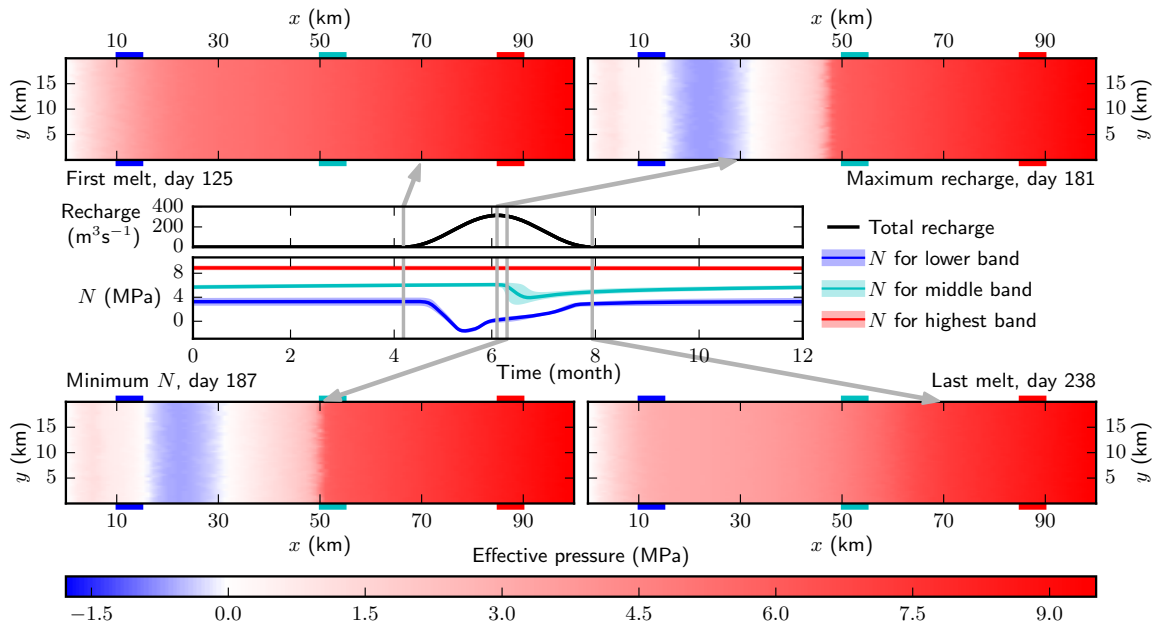 x (km)
x (km)
10 30 50 70 90
10 30 50 70 90
y (km)
15
10
5
15
10
5
y (km)
First melt, day 125
Maximum recharge, day 181
Recharge
(m³s⁻¹)
400
200
0
N (MPa)
8
4
0
0 2 4 6 8 10 12
Time (month)
Total recharge
N for lower band
N for middle band
N for highest band
Minimum N, day 187
Last melt, day 238
y (km)
15
10
5
15
10
5
y (km)
10 30 50 70 90
10 30 50 70 90
x (km)
x (km)
Effective pressure (MPa)
−1.5 0.0 1.5 3.0 4.5 6.0 7.5 9.0